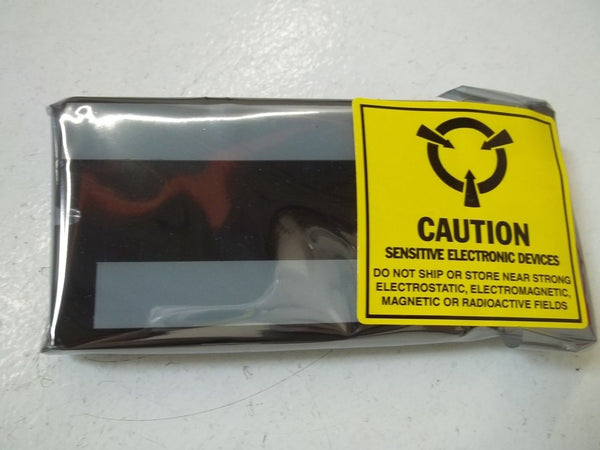 CAUTION
SENSITIVE ELECTRONIC DEVICES
DO NOT SHIP OR STORE NEAR STRONG
ELECTROSTATIC, ELECTROMAGNETIC,
MAGNETIC OR RADIOACTIVE FIELDS